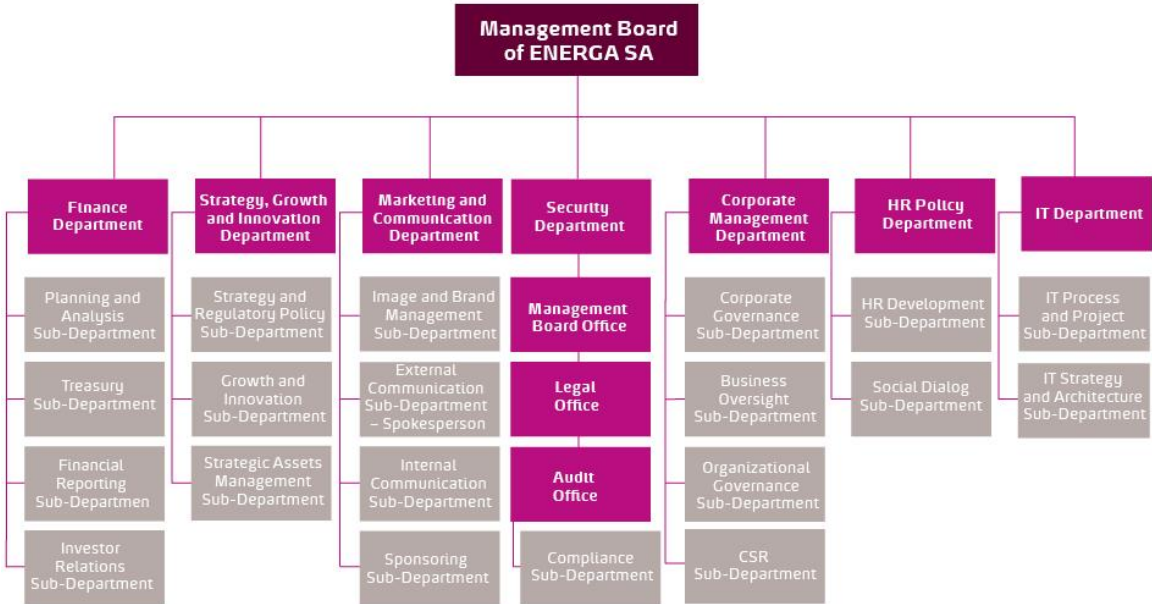 Management Board
of ENERGA SA
Finance
Department
Strategy, Growth
and Innovation
Department
Marketing and
Communication
Department
Security
Department
Corporate
Management
Department
HR Policy
Department
IT Department
Planning and
Analysis
Sub-Department
Strategy and
Regulatory Policy
Sub-Department
Image and Brand
Management
Sub-Department
Management
Board Office
Corporate
Governance
Sub-Department
HR Development
Sub-Department
IT Process
and Project
Sub-Department
Treasury
Sub-Department
Growth and
Innovation
Sub-Department
External
Communication
Sub-Department
– Spokesperson
Legal
Office
Business
Oversight
Sub-Department
Social Dialog
Sub-Department
IT Strategy
and Architecture
Sub-Department
Financial
Reporting
Sub-Departmen
Strategic Assets
Management
Sub-Department
Internal
Communication
Sub-Department
Audit
Office
Organizational
Governance
Sub-Department
Investor
Relations
Sub-Department
Sponsoring
Sub-Department
Compliance
Sub-Department
CSR
Sub-Department